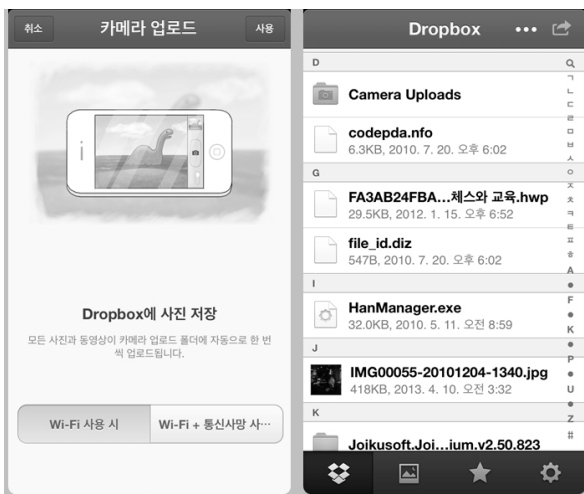 취소
카메라 업로드
사용
Dropbox에 사진 저장
모든 사진과 동영상이 카메라 업로드 폴더에 자동으로 한 번
씩 업로드됩니다.
Wi-Fi 사용 시
Wi-Fi + 통신사망 사…
Dropbox
D
Camera Uploads
codepda.nfo
6.3KB, 2010. 7. 20. 오후 6:02
G
FA3AB24FBA...체스와 교육.hwp
29.5KB, 2012. 1. 15. 오후 6:52
file_id.diz
547B, 2010. 7. 20. 오후 6:02
I
HanManager.exe
32.0KB, 2010. 5. 11. 오전 8:59
J
IMG00055-20101204-1340.jpg
418KB, 2013. 4. 10. 오전 3:32
K
Joikusoft.Joi...ium.v2.50.823
ㄱ
ㄴ
ㄷ
ㄹ
ㅁ
ㅂ
ㅅ
ㅇ
ㅈ
ㅊ
ㅋ
ㅌ
ㅍ
ㅎ
A
F
K
P
U
Z
#